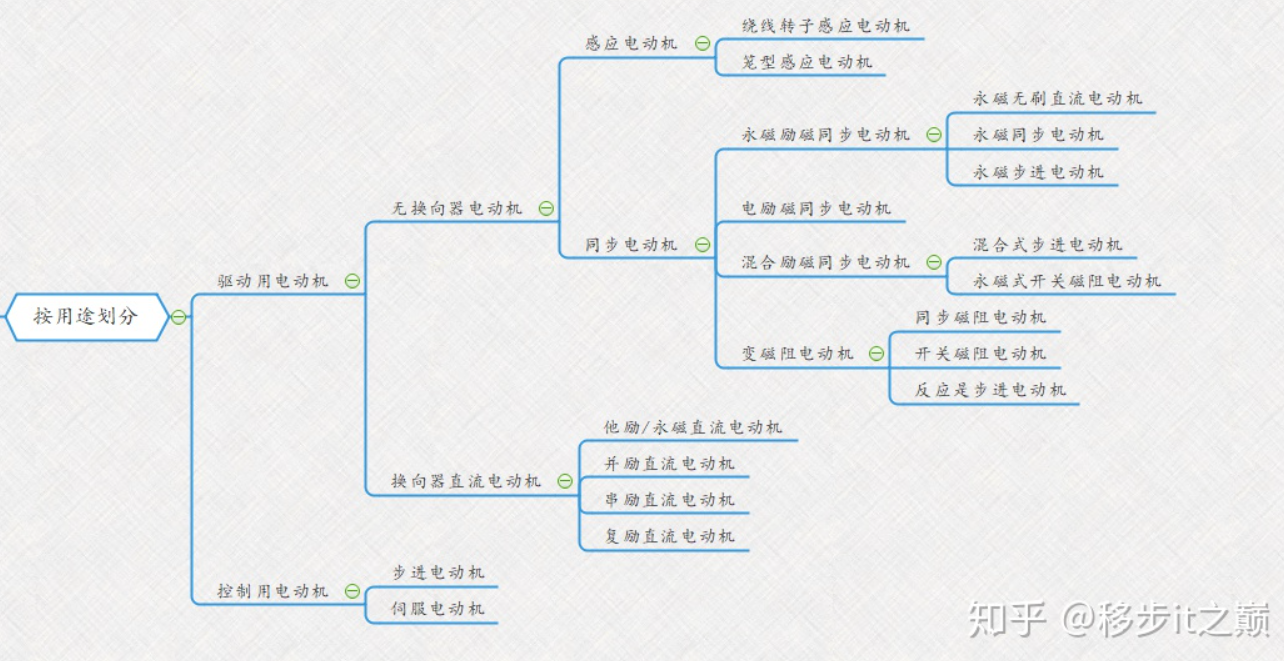 按用途划分
驱动用电动机
无换向器电动机
感应电动机
绕线转子感应电动机
笼型感应电动机
同步电动机
永磁励磁同步电动机
永磁无刷直流电动机
永磁同步电动机
永磁步进电动机
电励磁同步电动机
混合励磁同步电动机
混合式步进电动机
永磁式开关磁阻电动机
变磁阻电动机
同步磁阻电动机
开关磁阻电动机
反应是步进电动机
换向器直流电动机
他励/永磁直流电动机
并励直流电动机
串励直流电动机
复励直流电动机
控制用电动机
步进电动机
伺服电动机
知乎 @移步it之巅